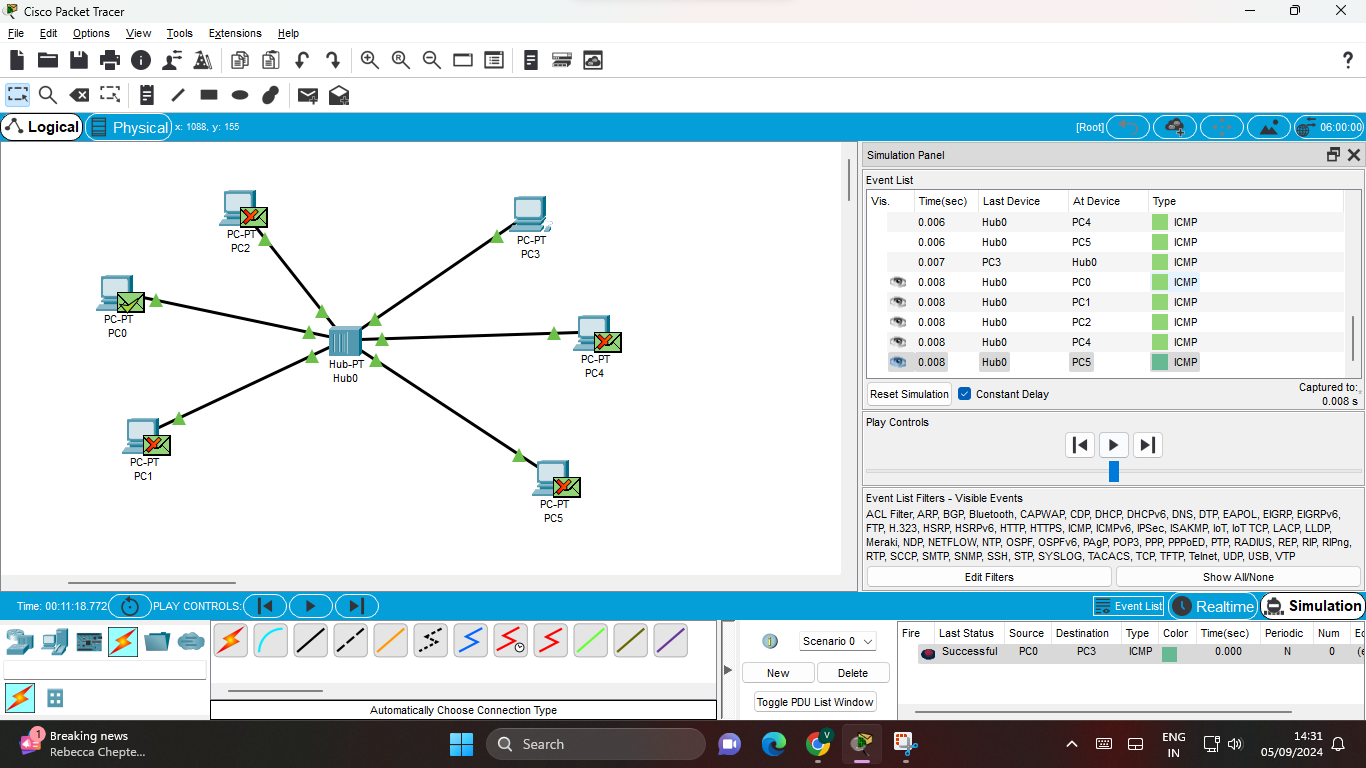 Cisco Packet Tracer
File Edit Options View Tools Extensions Help
?
Logical Physical x: 1088, y: 155 [Root] 06:00:00
PC-PT
PC2
PC-PT
PC3
PC-PT
PC0
Hub-PT
Hub0
PC-PT
PC4
PC-PT
PC1
PC-PT
PC5
Simulation Panel
Event List
Vis. Time(sec) Last Device At Device Type
0.006 Hub0 PC4 ICMP
0.006 Hub0 PC5 ICMP
0.007 PC3 Hub0 ICMP
0.008 Hub0 PC0 ICMP
0.008 Hub0 PC1 ICMP
0.008 Hub0 PC2 ICMP
0.008 Hub0 PC4 ICMP
0.008 Hub0 PC5 ICMP
Reset Simulation Constant Delay Captured to:
0.008 s
Play Controls
Event List Filters - Visible Events
ACL Filter, ARP, BGP, Bluetooth, CAPWAP, CDP, DHCP, DHCPv6, DNS, DTP, EAPOL, EIGRP, EIGRPv6,
FTP, H.323, HSRP, HSRPv6, HTTP, HTTPS, ICMP, ICMPv6, IPSec, ISAKMP, IoT, IoT TCP, LACP, LLDP,
Meraki, NDP, NETFLOW, NTP, OSPF, OSPFv6, PAgP, POP3, PPP, PPPoED, PTP, RADIUS, REP, RIP, RIPng,
RTP, SCCP, SMTP, SNMP, SSH, STP, SYSLOG, TACACS, TCP, TFTP, Telnet, UDP, USB, VTP
Edit Filters Show All/None
Time: 00:11:18.772 PLAY CONTROLS: Event List Realtime Simulation
Automatically Choose Connection Type
Scenario 0
New Delete
Toggle PDU List Window
Fire Last Status Source Destination Type Color Time(sec) Periodic Num Ec
Successful PC0 PC3 ICMP 0.000 N 0 (e
1 Breaking news
Rebecca Chepte...
Search
V
ENG
IN
14:31
05/09/2024